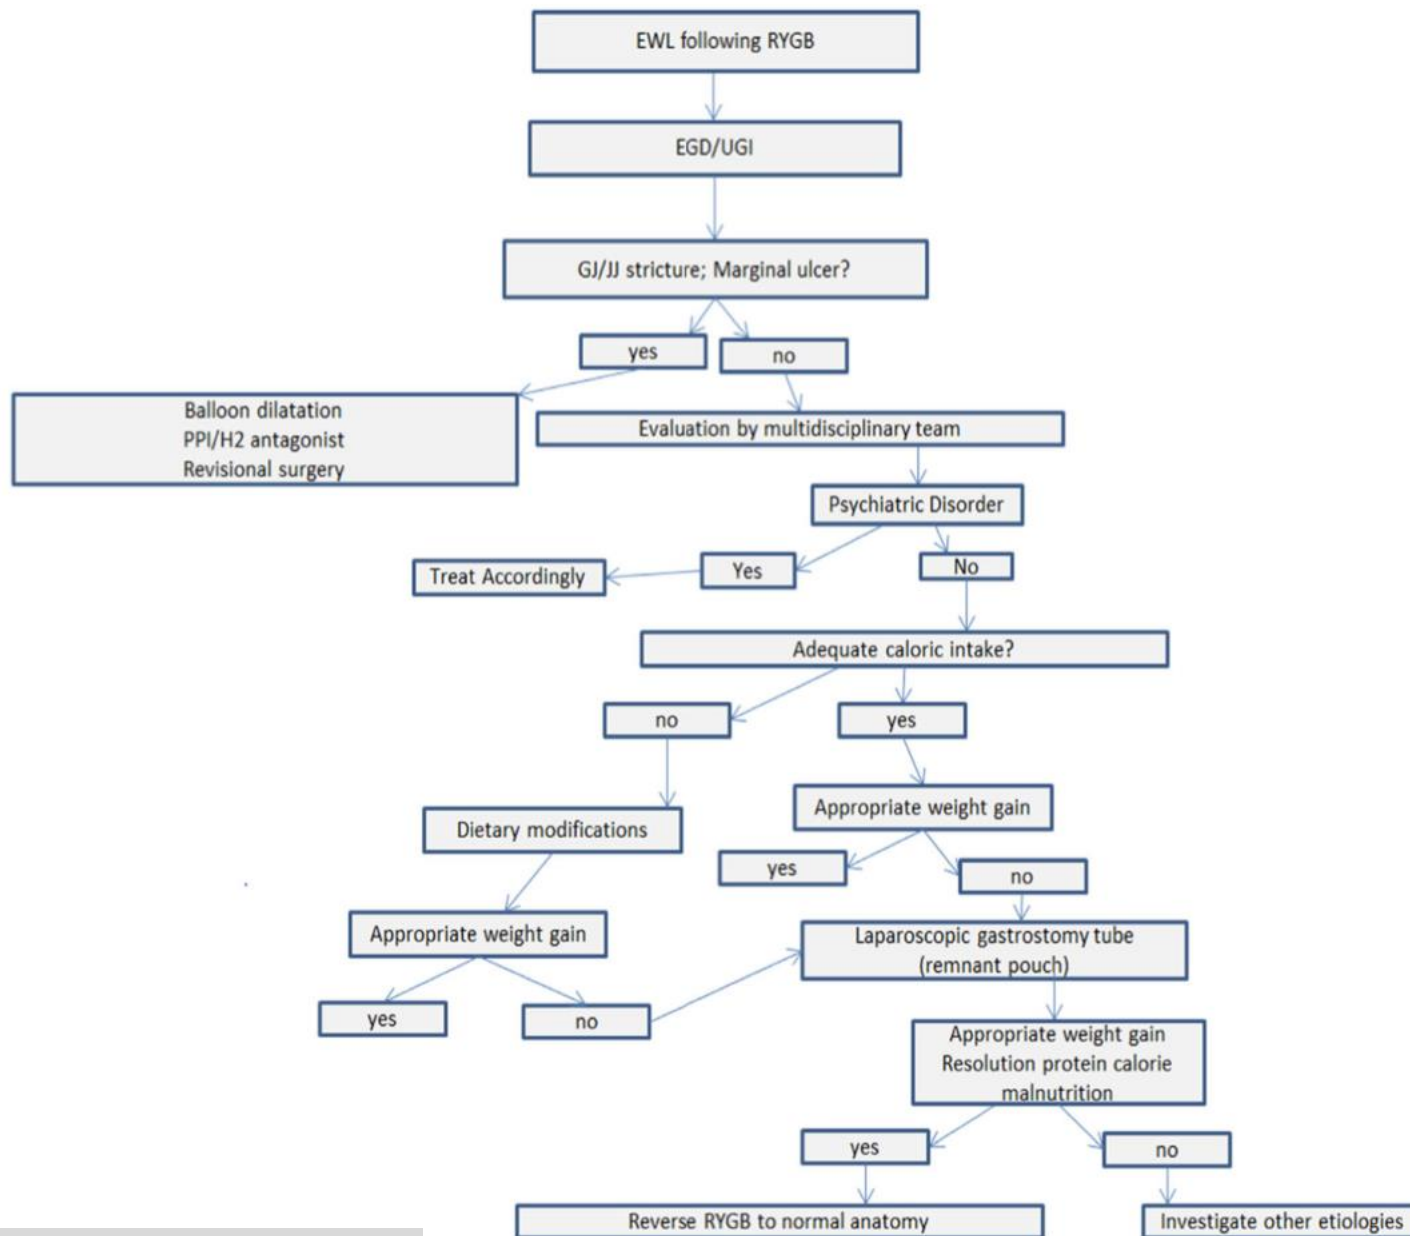 EWL following RYGB
EGD/UGI
GJ/JJ stricture; Marginal ulcer?
yes
no
Balloon dilatation
PPI/H2 antagonist
Revisional surgery
Evaluation by multidisciplinary team
Psychiatric Disorder
Treat Accordingly
Yes
No
Adequate caloric intake?
no
yes
Dietary modifications
Appropriate weight gain
yes
no
Appropriate weight gain
yes
no
Laparoscopic gastrostomy tube
(remnant pouch)
Appropriate weight gain
Resolution protein calorie
malnutrition
yes
no
Reverse RYGB to normal anatomy
Investigate other etiologies